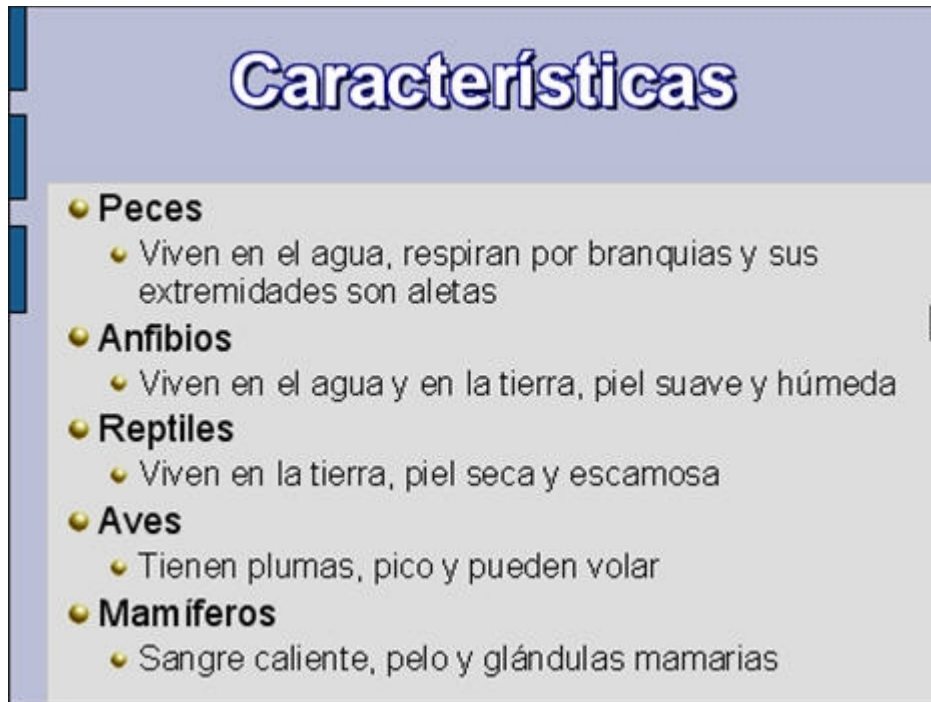 Características
Peces
Viven en el agua, respiran por branquias y sus
extremidades son aletas
Anfibios
Viven en el agua y en la tierra, piel suave y húmeda
Reptiles
Viven en la tierra, piel seca y escamosa
Aves
Tienen plumas, pico y pueden volar
Mamíferos
Sangre caliente, pelo y glándulas mamarias